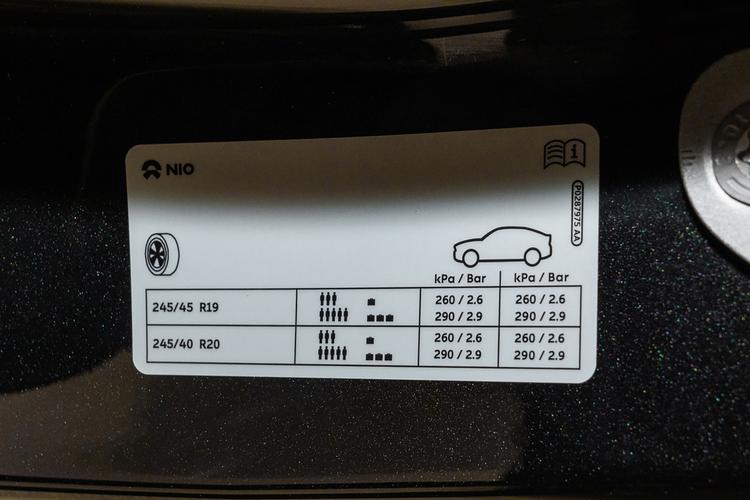 NIO
i
P0287975 AA
kPa / Bar kPa / Bar
245/45 R19
260 / 2.6 260 / 2.6
290 / 2.9 290 / 2.9
245/40 R20
260 / 2.6 260 / 2.6
290 / 2.9 290 / 2.9